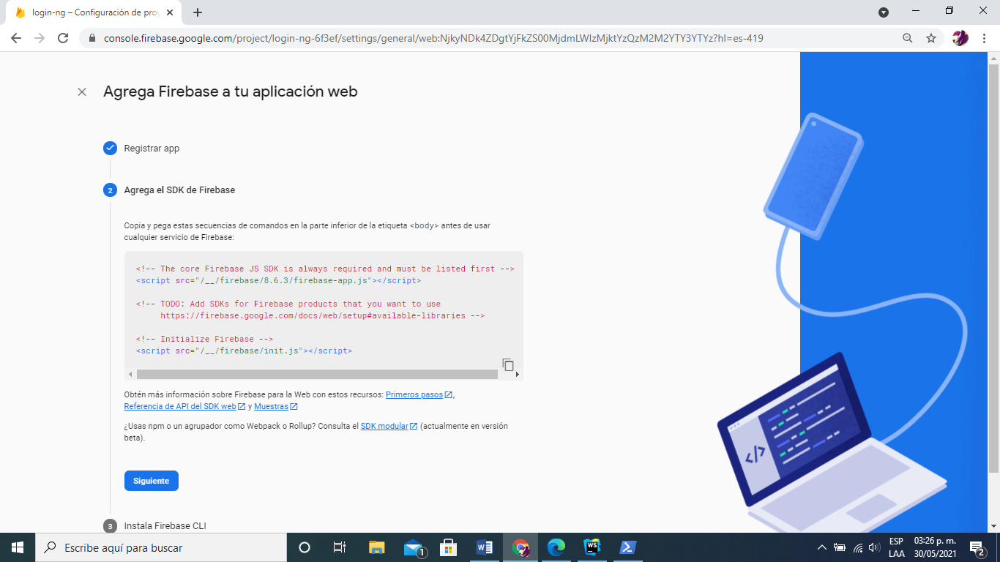 login-ng – Configuración de proy
console.firebase.google.com/project/login-ng-6f3ef/settings/general/web:NjkyNDk4ZDgtYjFkZS00MjdmLWIzMjktYzQzM2M2YTY3YTYz?hl=es-419
Agrega Firebase a tu aplicación web
Registrar app
2 Agrega el SDK de Firebase
Copia y pega estas secuencias de comandos en la parte inferior de la etiqueta <body> antes de usar
cualquier servicio de Firebase:
<!-- The core Firebase JS SDK is always required and must be listed first -->
<script src="/__/firebase/8.6.3/firebase-app.js"></script>
<!-- TODO: Add SDKs for Firebase products that you want to use
https://firebase.google.com/docs/web/setup#available-libraries -->
<!-- Initialize Firebase -->
<script src="/__/firebase/init.js"></script>
Obtén más información sobre Firebase para la Web con estos recursos: Primeros pasos,
Referencia de API del SDK web y Muestras
¿Usas npm o un agrupador como Webpack o Rollup? Consulta el SDK modular (actualmente en versión
beta).
Siguiente
3 Instala Firebase CLI
</>
Escribe aquí para buscar
1
W
WS
ESP
LAA
03:26 p. m.
30/05/2021
2